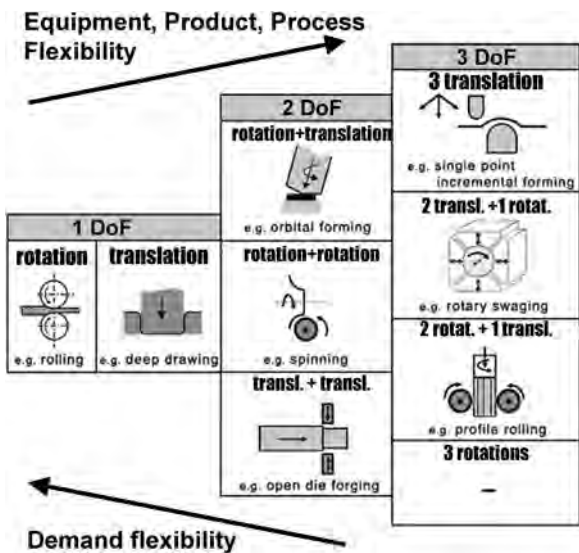 Equipment, Product, Process
Flexibility
3 DoF
3 translation
e.g. single point
incremental forming
2 transl. +1 rotat.
e.g. rotary swaging
2 rotat. + 1 transl.
e.g. profile rolling
3 rotations
–
2 DoF
rotation+translation
e.g. orbital forming
rotation+rotation
e.g. spinning
transl. + transl.
e.g. open die forging
1 DoF
rotation
translation
e.g. rolling
e.g. deep drawing
Demand flexibility